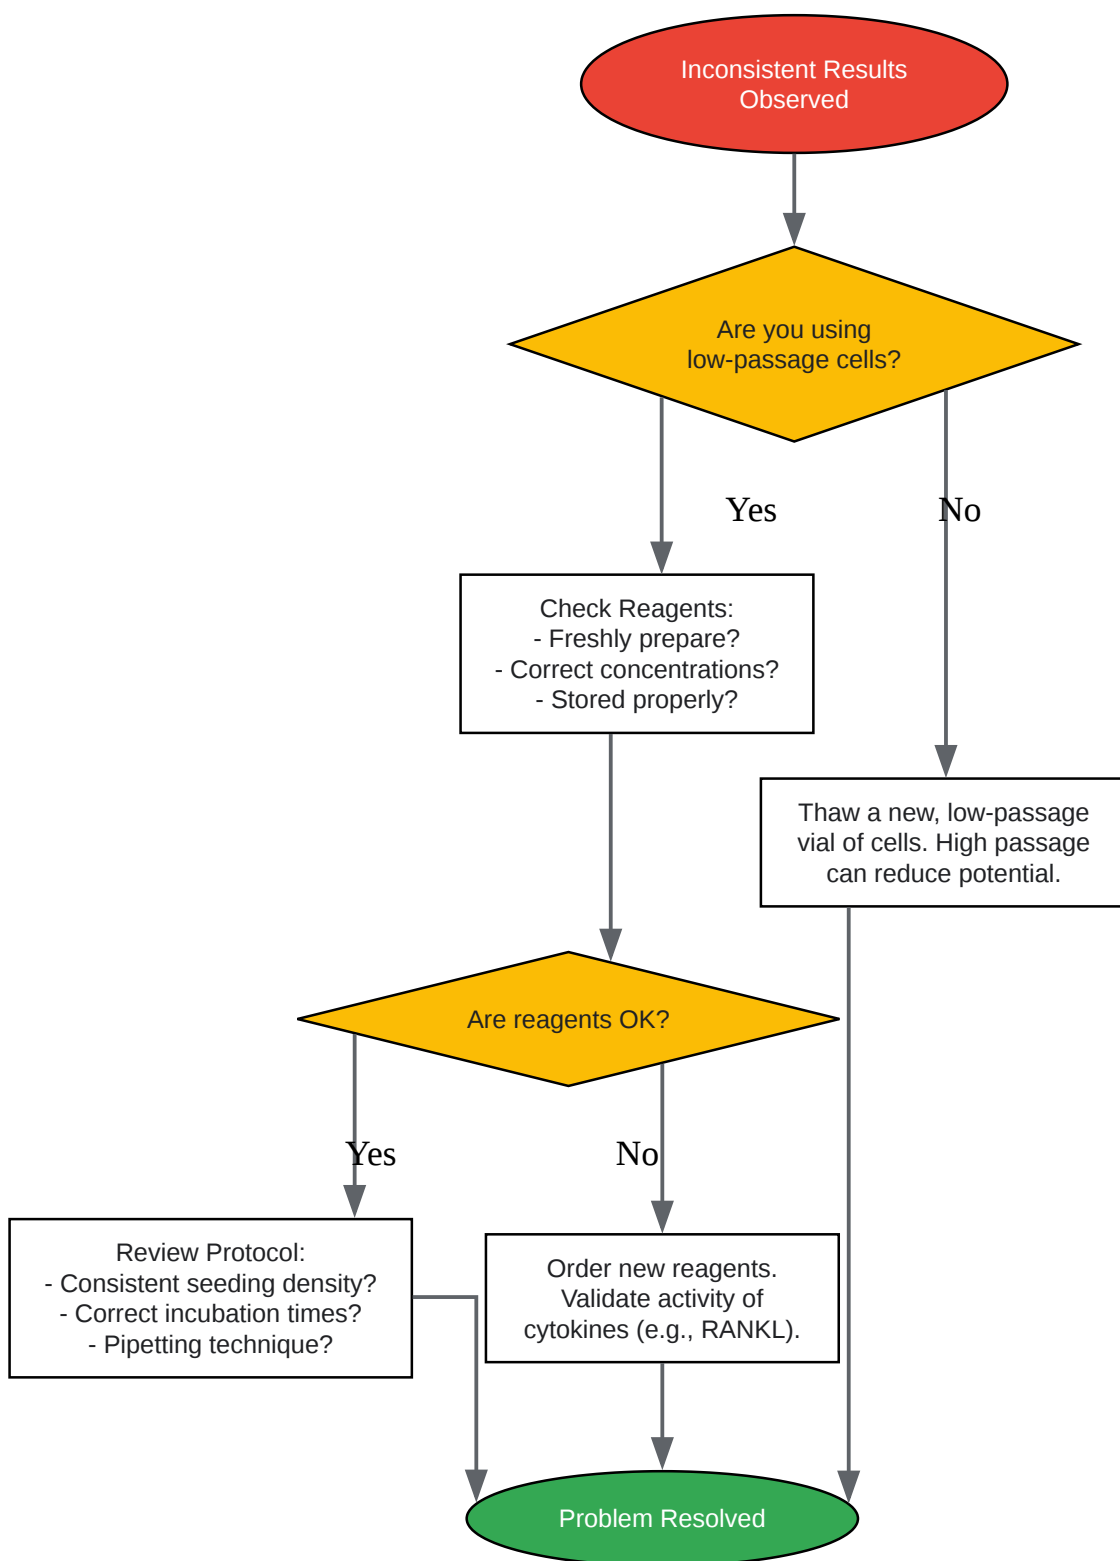 Inconsistent Results
Observed
Are you using
low-passage cells?
Yes
No
Check Reagents:
- Freshly prepare?
- Correct concentrations?
- Stored properly?
Thaw a new, low-passage
vial of cells. High passage
can reduce potential.
Are reagents OK?
Yes
No
Review Protocol:
- Consistent seeding density?
- Correct incubation times?
- Pipetting technique?
Order new reagents.
Validate activity of
cytokines (e.g., RANKL).
Problem Resolved